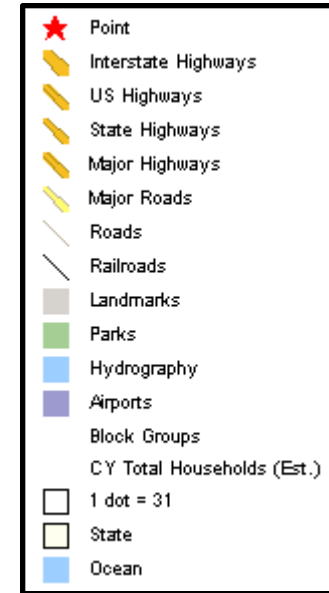 Point
Interstate Highways
US Highways
State Highways
Major Highways
Major Roads
Roads
Railroads
Landmarks
Parks
Hydrography
Airports
Block Groups
CY Total Households (Est.)
1 dot = 31
State
Ocean